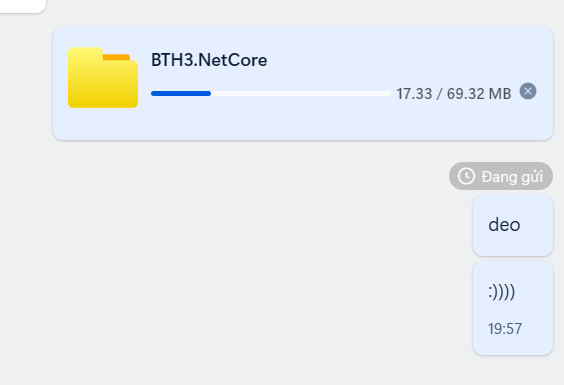 BTH3.NetCore
17.33 / 69.32 MB
Đang gửi
deo
:))))
19:57